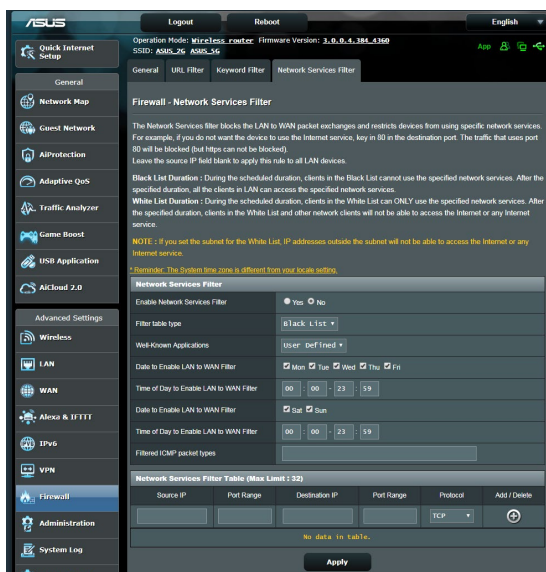 ASUS
Logout
Reboot
English
Operation Mode: Wireless router Firmware Version: 3.0.0.4.384_4360
SSID: ASUS_2G ASUS_5G
App
Quick Internet
Setup
General
Network Map
Guest Network
AiProtection
Adaptive QoS
Traffic Analyzer
Game Boost
USB Application
AiCloud 2.0
Advanced Settings
Wireless
LAN
WAN
Alexa & IFTTT
IPv6
VPN
Firewall
Administration
System Log
General
URL Filter
Keyword Filter
Network Services Filter
Firewall - Network Services Filter
The Network Services filter blocks the LAN to WAN packet exchanges and restricts devices from using specific network services.
For example, if you do not want the device to use the Internet service, key in 80 in the destination port. The traffic that uses port
80 will be blocked (but https can not be blocked).
Leave the source IP field blank to apply this rule to all LAN devices.
Black List Duration : During the scheduled duration, clients in the Black List cannot use the specified network services. After the
specified duration, all the clients in LAN can access the specified network services.
White List Duration : During the scheduled duration, clients in the White List can ONLY use the specified network services. After
the specified duration, clients in the White List and other network clients will not be able to access the Internet or any Internet
service.
NOTE : If you set the subnet for the White List, IP addresses outside the subnet will not be able to access the Internet or any
Internet service.
* Reminder: The System time zone is different from your locale setting.
Network Services Filter
Enable Network Services Filter
Yes No
Filter table type
Black List
Well-Known Applications
User Defined
Date to Enable LAN to WAN Filter
Mon Tue Wed Thu Fri
Time of Day to Enable LAN to WAN Filter
00 : 00 - 23 : 59
Date to Enable LAN to WAN Filter
Sat Sun
Time of Day to Enable LAN to WAN Filter
00 : 00 - 23 : 59
Filtered ICMP packet types
Network Services Filter Table (Max Limit : 32)
Source IP
Port Range
Destination IP
Port Range
Protocol
Add / Delete
TCP
No data in table.
Apply